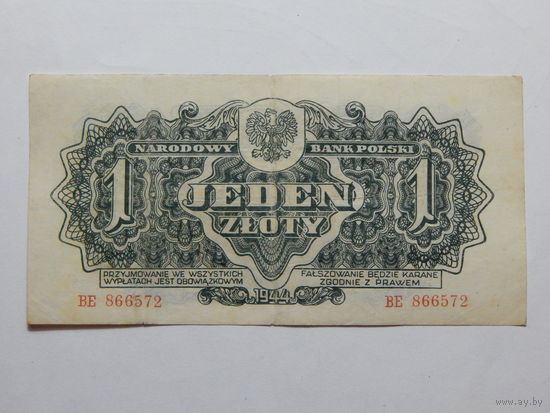 NARODOWY BANK POLSKI
1 JEDEN 1
ZŁOTY
PRZYJMOWANIE WE WSZYSTKICH
WYPŁATACH JEST OBOWIĄZKOWYM
FAŁSZOWANIE BĘDZIE KARANE
ZGODNIE Z PRAWEM
BE 866572 1944 BE 866572
www.ay.by